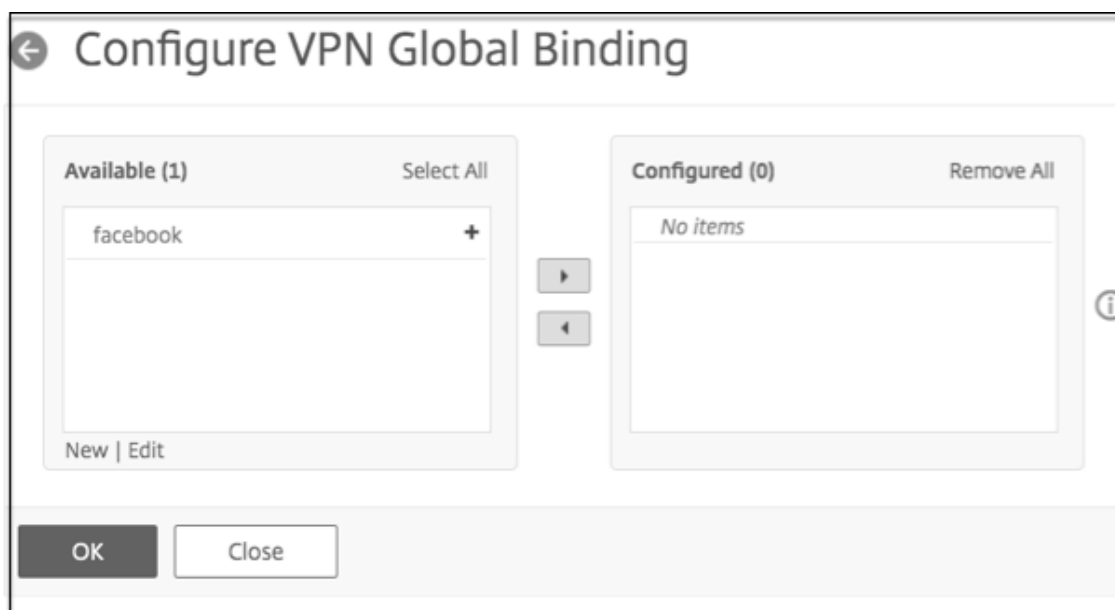 Configure VPN Global Binding
Available (1) Select All
facebook +
New | Edit
Configured (0) Remove All
No items
OK Close